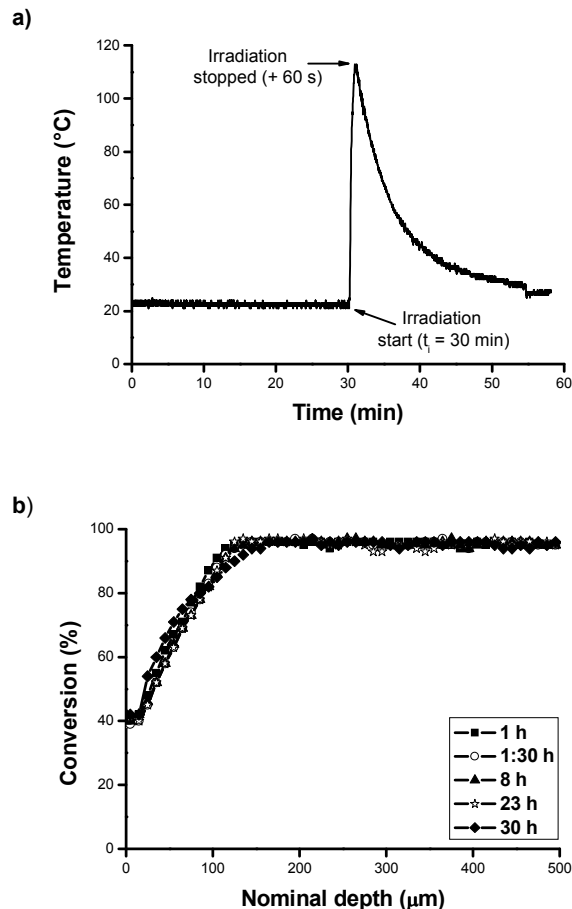 a)
Irradiation
stopped (+ 60 s)
Temperature (°C)
120
100
80
60
40
20
0
Irradiation
start (tᵢ = 30 min)
0 10 20 30 40 50 60
Time (min)
b)
Conversion (%)
100
80
60
40
20
0
1 h
1:30 h
8 h
23 h
30 h
0 100 200 300 400 500
Nominal depth (μm)